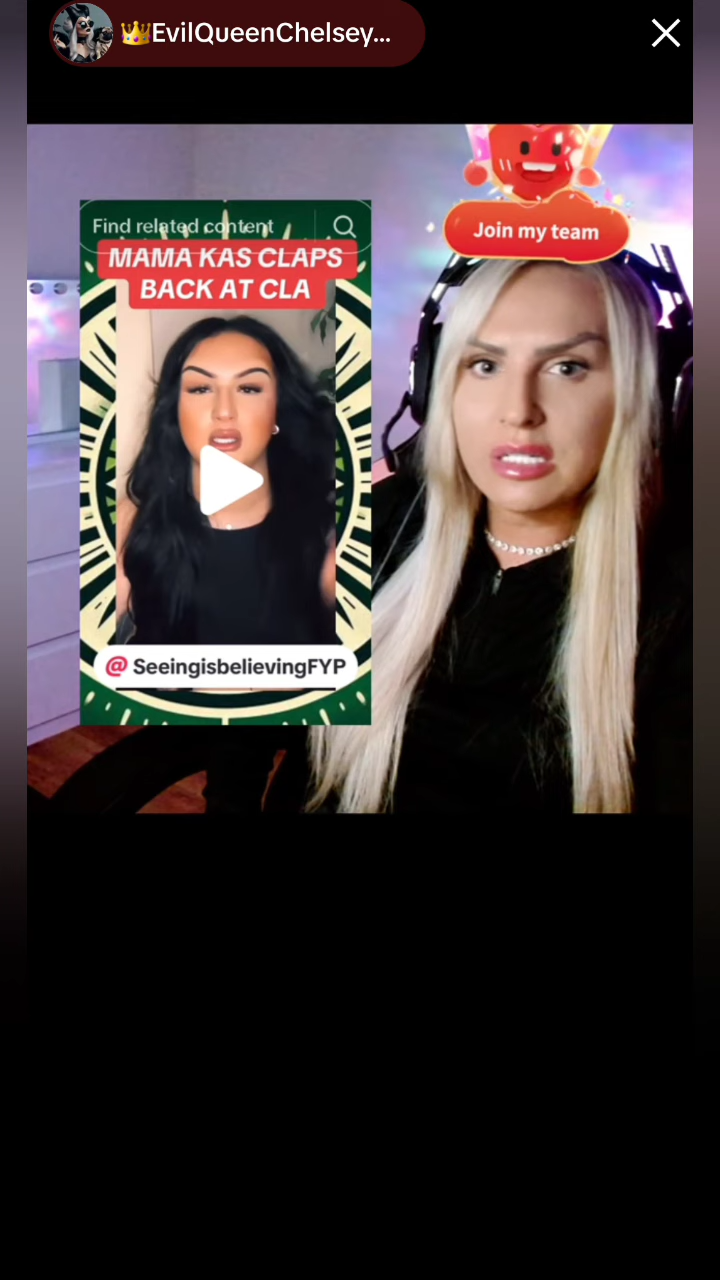 👑EvilQueenChelsey...
Join my team
Find related content
MAMA KAS CLAPS
BACK AT CLA
@ SeeingisbelievingFYP